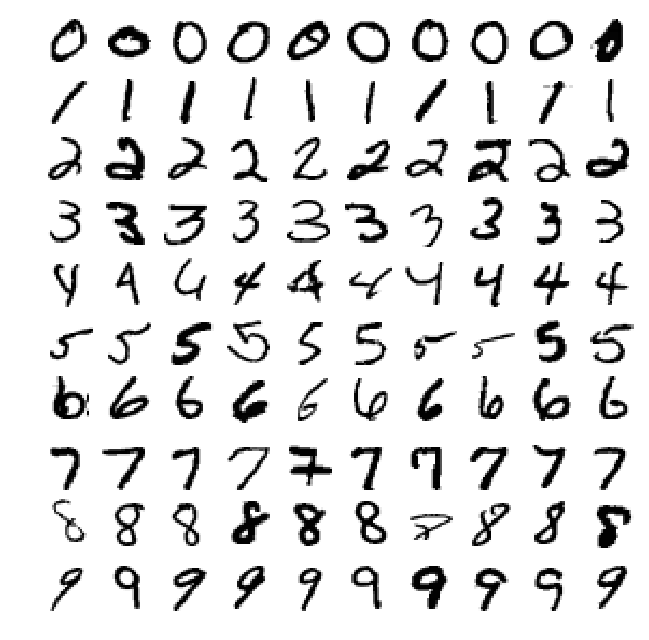 0 0 0 0 0 0 0 0 0 0
1 1 1 1 1 1 1 1 1 1
2 2 2 2 2 2 2 2 2 2
3 3 3 3 3 3 3 3 3 3
4 4 4 4 4 4 4 4 4 4
5 5 5 5 5 5 5 5 5 5
6 6 6 6 6 6 6 6 6 6
7 7 7 7 7 7 7 7 7 7
8 8 8 8 8 8 8 8 8 8
9 9 9 9 9 9 9 9 9 9